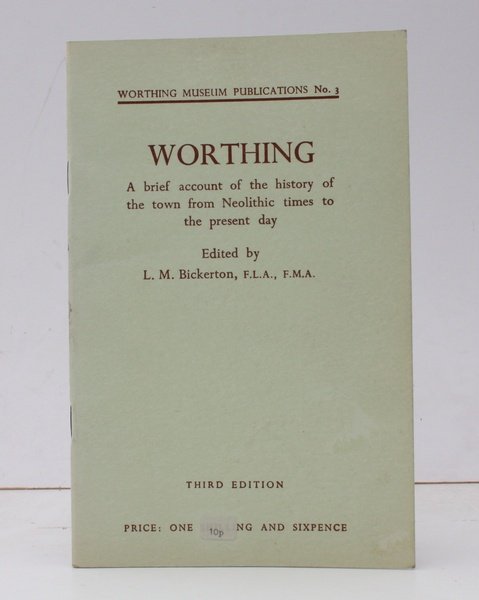 WORTHING MUSEUM PUBLICATIONS No. 3
WORTHING
A brief account of the history of
the town from Neolithic times to
the present day
Edited by
L. M. Bickerton, F.L.A., F.M.A.
THIRD EDITION
PRICE: ONE 10p NG AND SIXPENCE